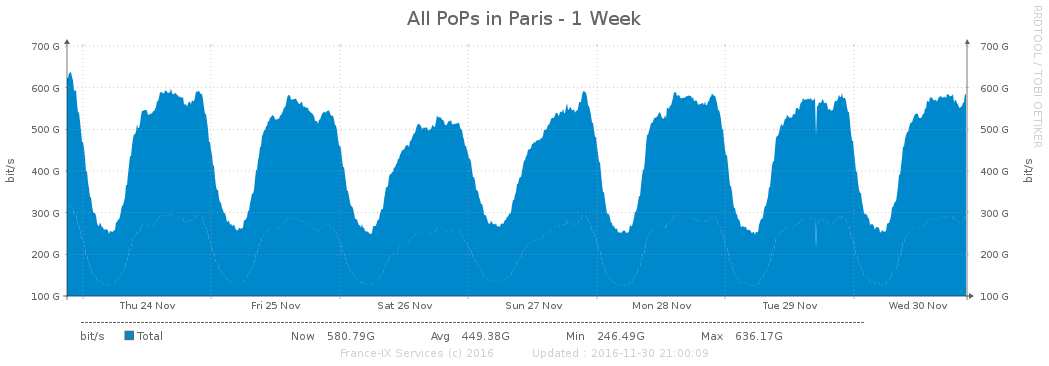 All PoPs in Paris - 1 Week
RRDTOOL / TOBI OETIKER
700 G 700 G
600 G 600 G
500 G 500 G
400 G 400 G
300 G 300 G
200 G 200 G
100 G 100 G
bit/s bit/s
Thu 24 Nov Fri 25 Nov Sat 26 Nov Sun 27 Nov Mon 28 Nov Tue 29 Nov Wed 30 Nov
bit/s Total Now 580.79G Avg 449.38G Min 246.49G Max 636.17G
France-IX Services (c) 2016 Updated : 2016-11-30 21:00:09